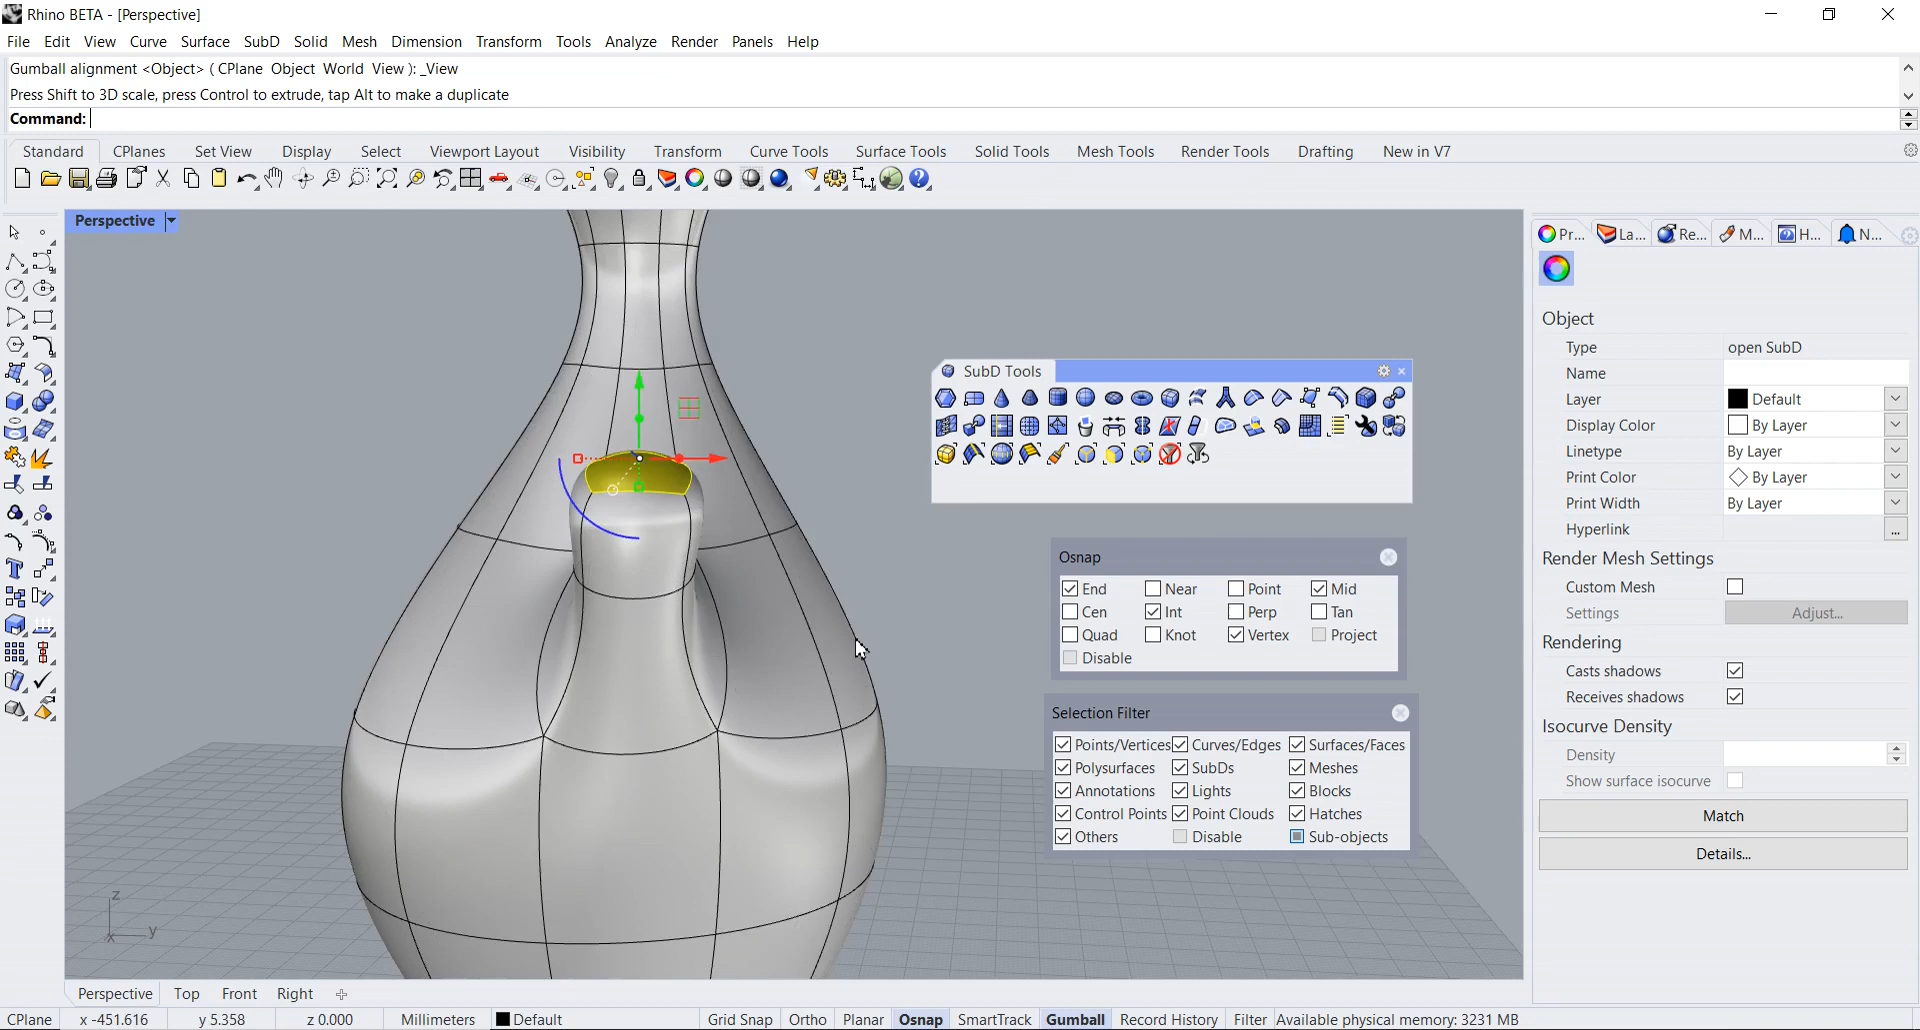 Rhino BETA - [Perspective]
File Edit View Curve Surface SubD Solid Mesh Dimension Transform Tools Analyze Render Panels Help
Gumball alignment <Object> ( CPlane Object World View ): _View
Press Shift to 3D scale, press Control to extrude, tap Alt to make a duplicate
Command:
Standard CPlanes Set View Display Select Viewport Layout Visibility Transform Curve Tools Surface Tools Solid Tools Mesh Tools Render Tools Drafting New in V7
Perspective
Pr... La... Re... M... H... N...
SubD Tools
Object
Type open SubD
Name
Layer Default
Display Color By Layer
Linetype By Layer
Print Color By Layer
Print Width By Layer
Hyperlink ...
Render Mesh Settings
Custom Mesh
Settings Adjust...
Rendering
Casts shadows
Receives shadows
Isocurve Density
Density
Show surface isocurve
Match
Details...
Osnap
End Near Point Mid
Cen Int Perp Tan
Quad Knot Vertex Project
Disable
Selection Filter
Points/Vertices Curves/Edges Surfaces/Faces
Polysurfaces SubDs Meshes
Annotations Lights Blocks
Control Points Point Clouds Hatches
Others Disable Sub-objects
z
x y
Perspective Top Front Right
CPlane x -451.616 y 5.358 z 0.000 Millimeters Default Grid Snap Ortho Planar Osnap SmartTrack Gumball Record History Filter Available physical memory: 3231 MB